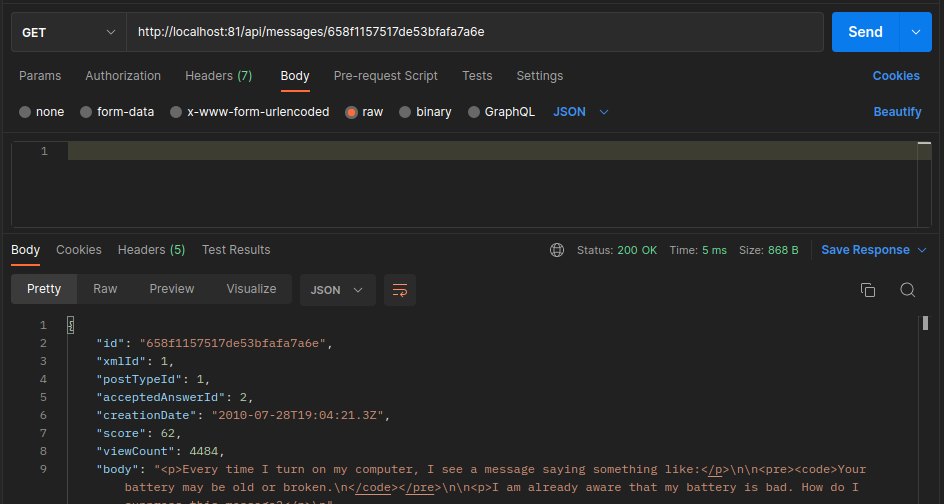 GET http://localhost:81/api/messages/658f1157517de53bfafa7a6e Send
Params Authorization Headers (7) Body Pre-request Script Tests Settings Cookies
none form-data x-www-form-urlencoded raw binary GraphQL JSON Beautify
1
Body Cookies Headers (5) Test Results Status: 200 OK Time: 5 ms Size: 868 B Save Response
Pretty Raw Preview Visualize JSON
1 {
2 "id": "658f1157517de53bfafa7a6e",
3 "xmlId": 1,
4 "postTypeId": 1,
5 "acceptedAnswerId": 2,
6 "creationDate": "2010-07-28T19:04:21.3Z",
7 "score": 62,
8 "viewCount": 4484,
9 "body": "<p>Every time I turn on my computer, I see a message saying something like:</p>\n\n<pre><code>Your
battery may be old or broken.\n</code></pre>\n\n<p>I am already aware that my battery is bad. How do I